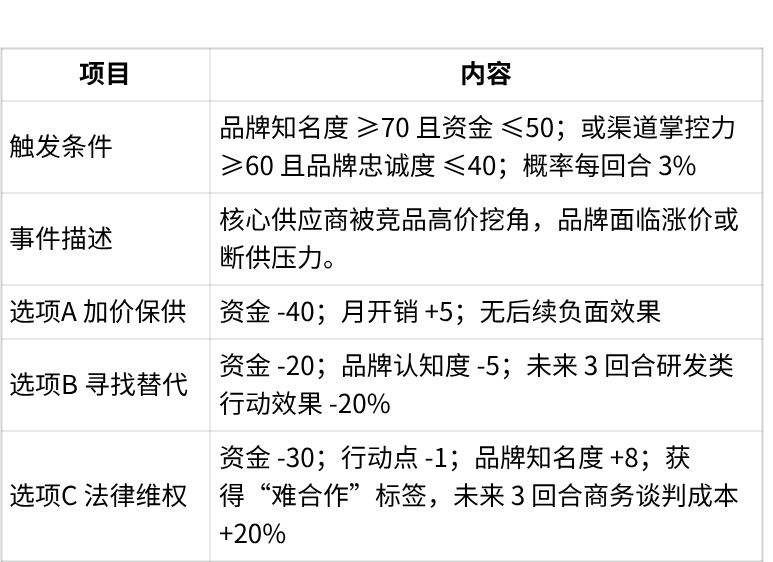 项目
内容
触发条件
品牌知名度 ≥70 且资金 ≤50；或渠道掌控力
≥60 且品牌忠诚度 ≤40；概率每回合 3%
事件描述
核心供应商被竞品高价挖角，品牌面临涨价或
断供压力。
选项A 加价保供
资金 -40；月开销 +5；无后续负面效果
选项B 寻找替代
资金 -20；品牌认知度 -5；未来 3 回合研发类
行动效果 -20%
选项C 法律维权
资金 -30；行动点 -1；品牌知名度 +8；获
得“难合作”标签，未来 3 回合商务谈判成本
+20%